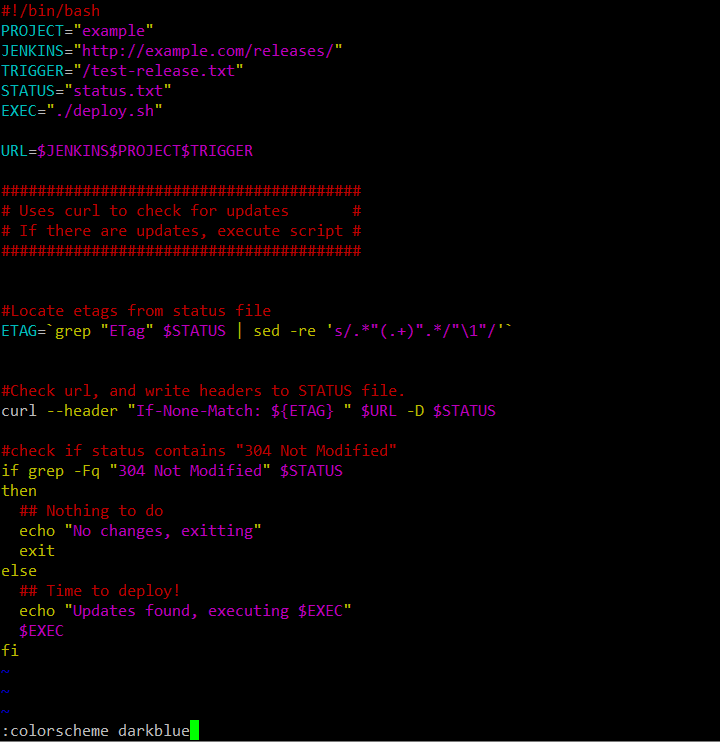 #!/bin/bash
PROJECT="example"
JENKINS="http://example.com/releases/"
TRIGGER="/test-release.txt"
STATUS="status.txt"
EXEC="./deploy.sh"
URL=$JENKINS$PROJECT$TRIGGER
########################################
# Uses curl to check for updates       #
# If there are updates, execute script #
########################################
#Locate etags from status file
ETAG=`grep "ETag" $STATUS | sed -re 's/.*"(.+)".*/"\1"/'`
#Check url, and write headers to STATUS file.
curl --header "If-None-Match: ${ETAG} " $URL -D $STATUS
#check if status contains "304 Not Modified"
if grep -Fq "304 Not Modified" $STATUS
then
  ## Nothing to do
  echo "No changes, exitting"
  exit
else
  ## Time to deploy!
  echo "Updates found, executing $EXEC"
  $EXEC
fi
~
~
~
:colorscheme darkblue